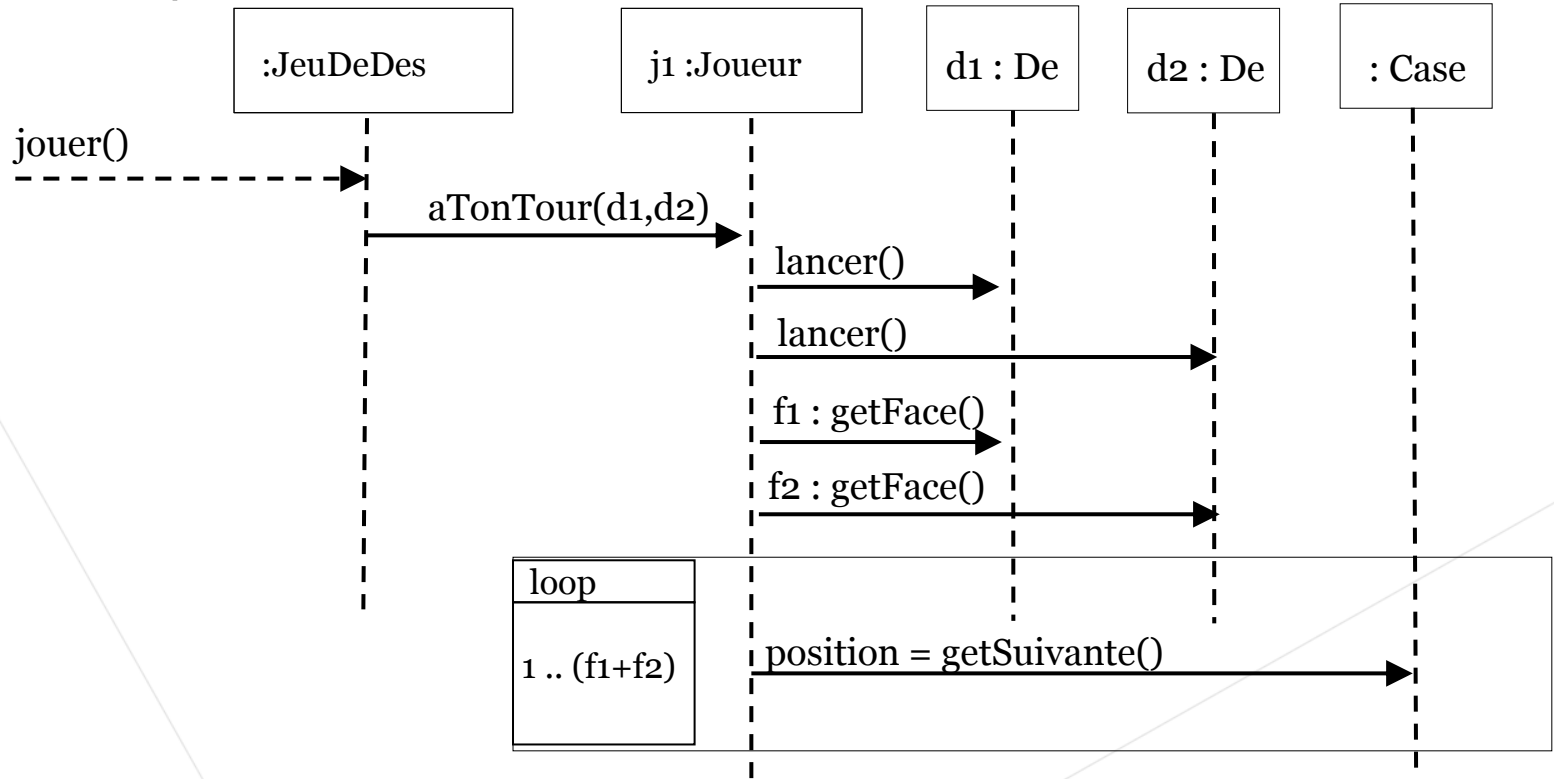 :JeuDeDes
j1 :Joueur
d1 : De
d2 : De
: Case
jouer()
aTonTour(d1,d2)
lancer()
lancer()
f1 : getFace()
f2 : getFace()
loop
1 .. (f1+f2)
position = getSuivante()